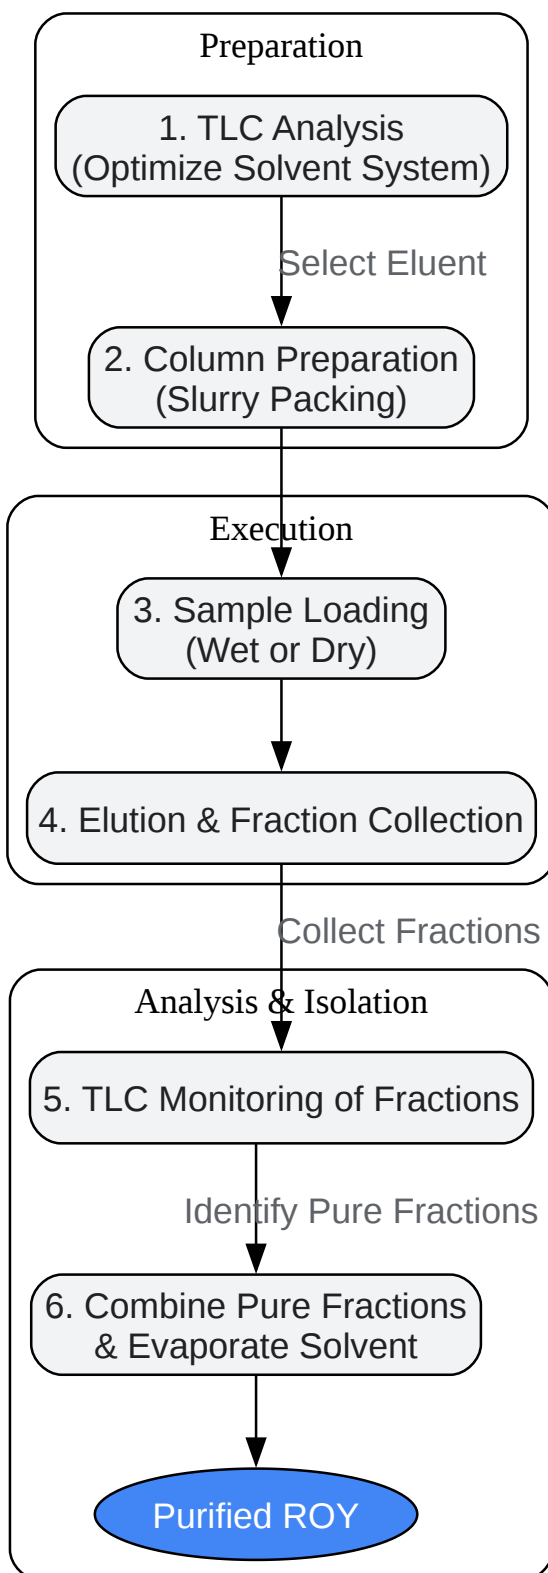 Preparation
1. TLC Analysis
(Optimize Solvent System)
Select Eluent
2. Column Preparation
(Slurry Packing)
Execution
3. Sample Loading
(Wet or Dry)
4. Elution & Fraction Collection
Collect Fractions
Analysis & Isolation
5. TLC Monitoring of Fractions
Identify Pure Fractions
6. Combine Pure Fractions
& Evaporate Solvent
Purified ROY